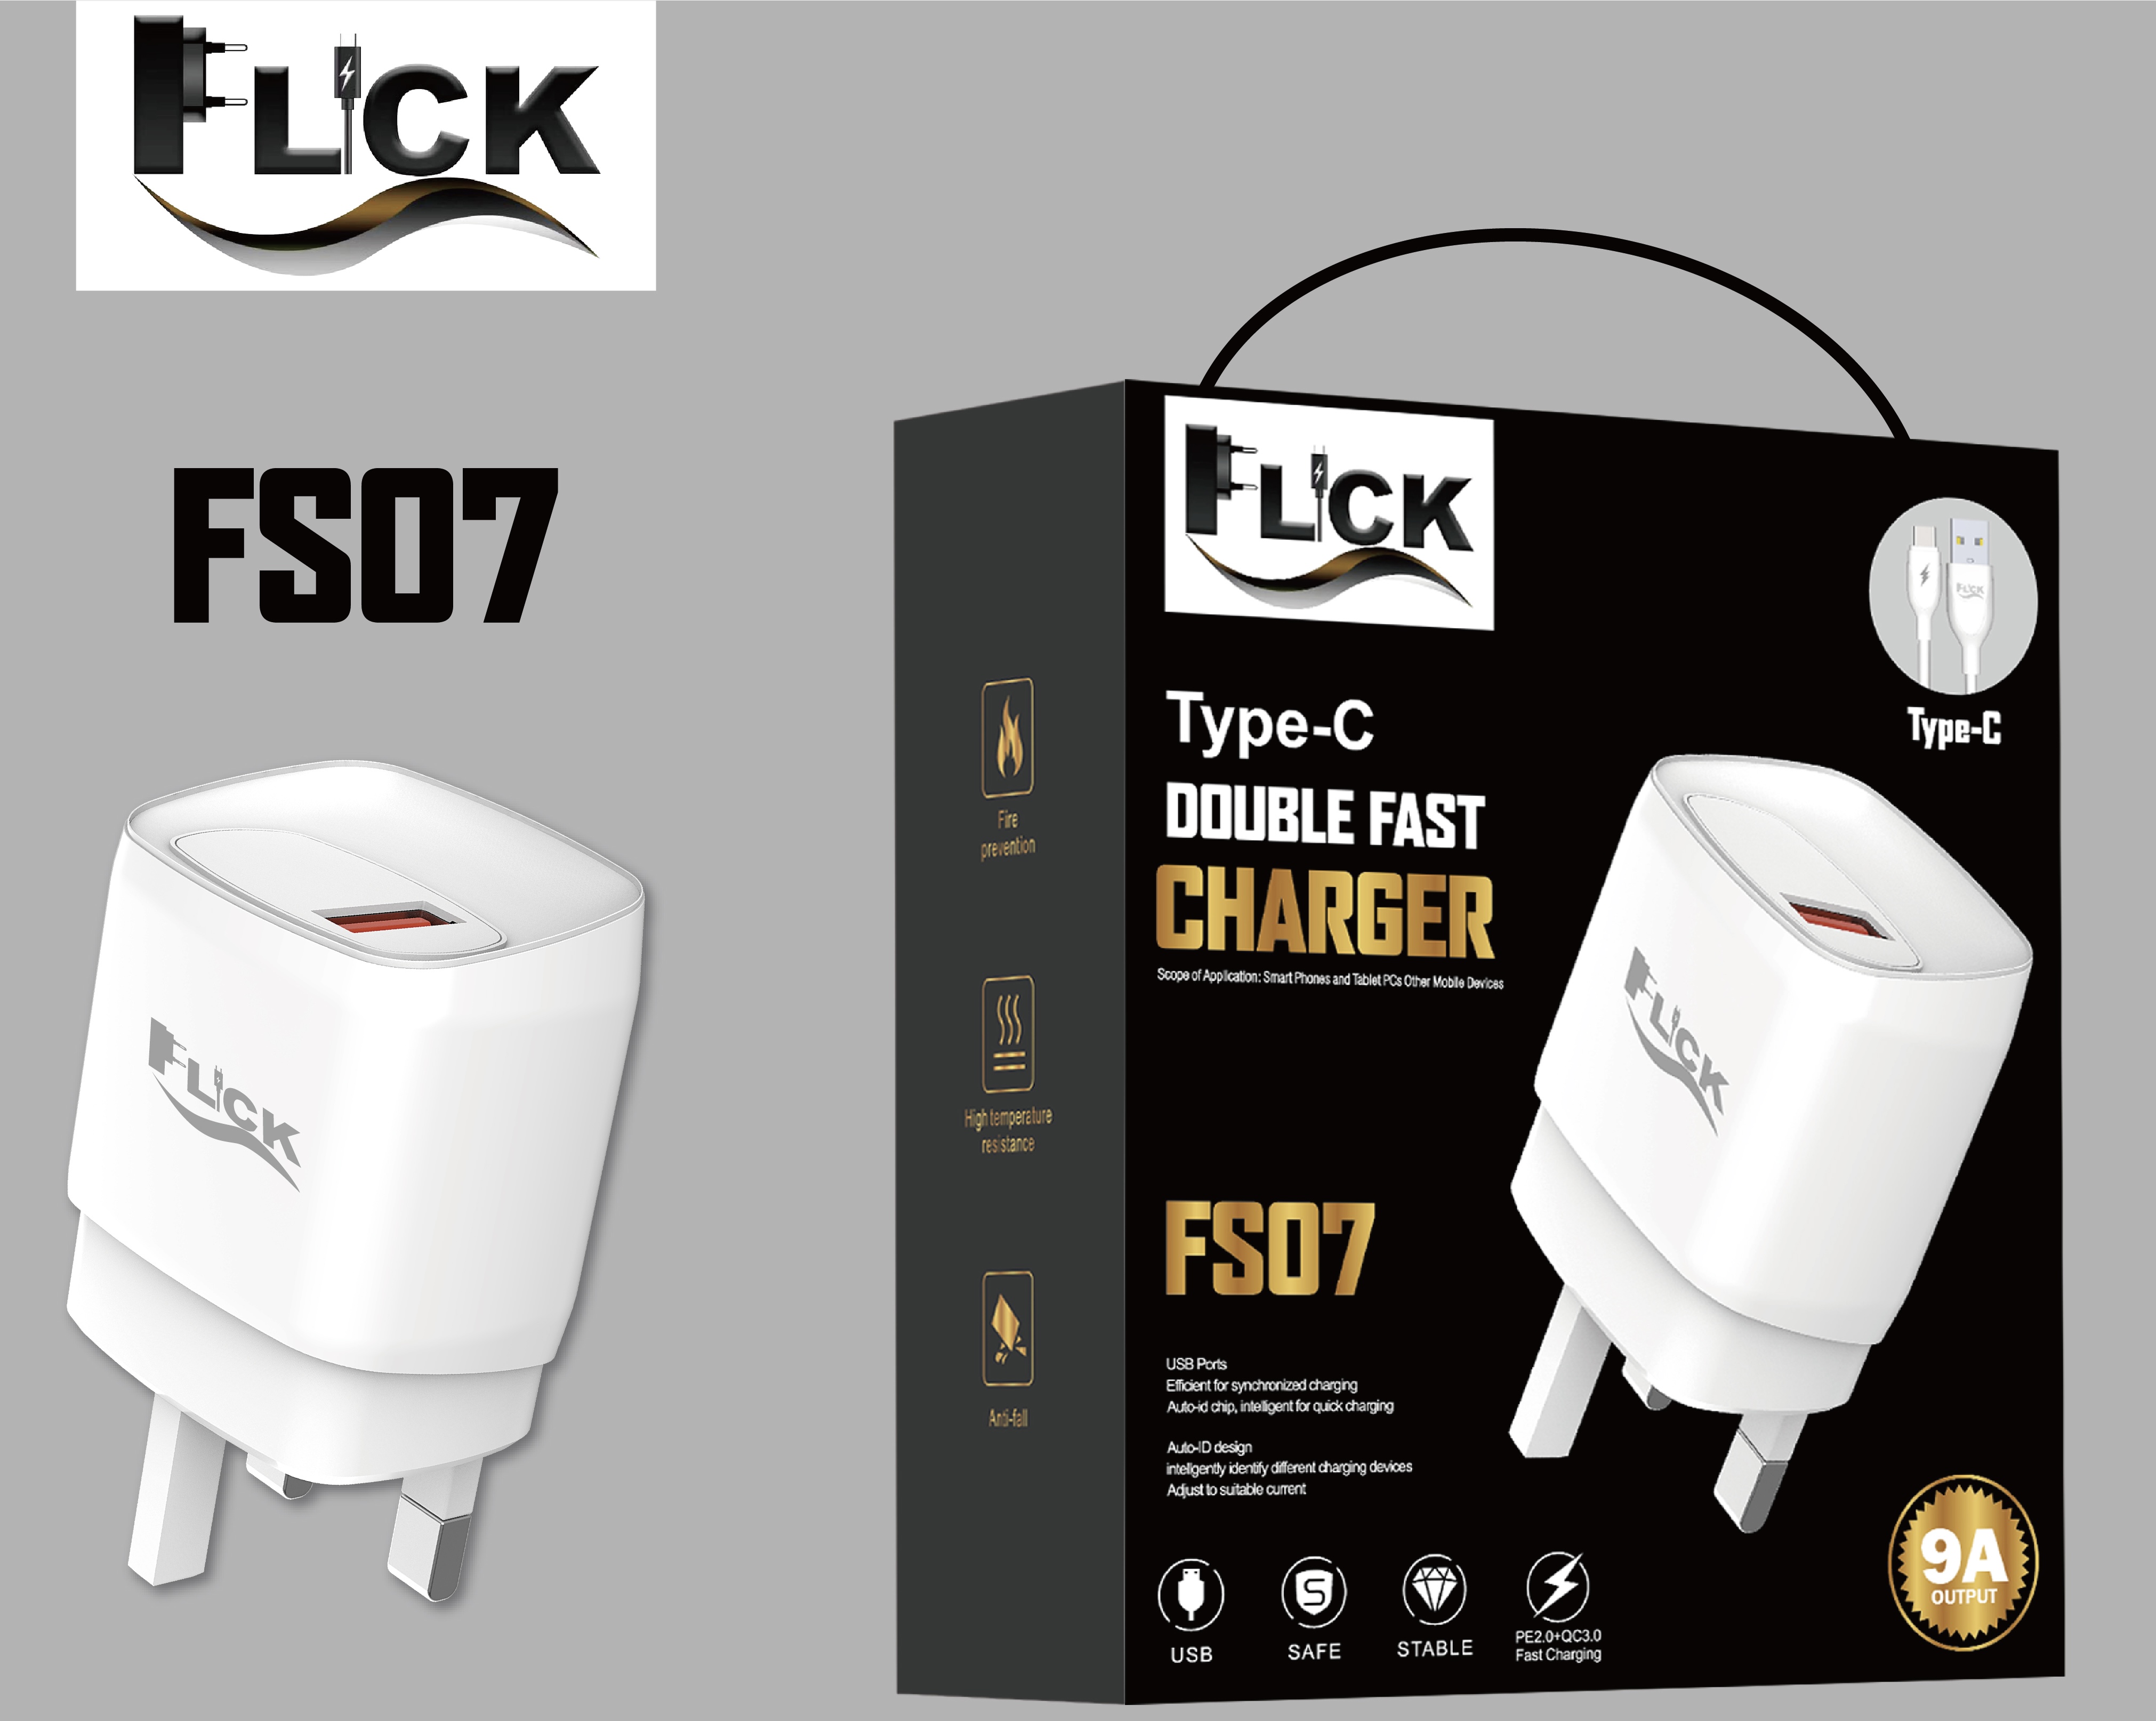 FLICK
FS07
FLICK
FLICK
Type-C
DOUBLE FAST
CHARGER
Scope of Application: Smart Phones and Tablet PCs Other Mobile Devices
FLICK
Type-C
FLICK
Fire
prevention
High temperature
resistance
Anti-fall
FS07
USB Ports
Efficient for synchronized charging
Auto-id chip, intelligent for quick charging
Auto-ID design
intellgently identify different charging devices
Adjust to suitable current
USB
S
SAFE
STABLE
PE2.0+QC3.0
Fast Charging
9A
OUTPUT